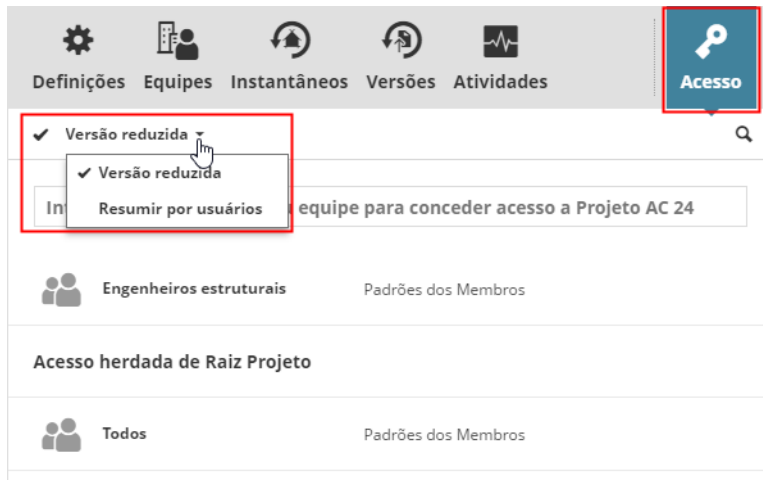 Definições Equipes Instantâneos Versões Atividades Acesso
Versão reduzida
Versão reduzida
Resumir por usuários
equipe para conceder acesso a Projeto AC 24
Engenheiros estruturais Padrões dos Membros
Acesso herdada de Raiz Projeto
Todos Padrões dos Membros